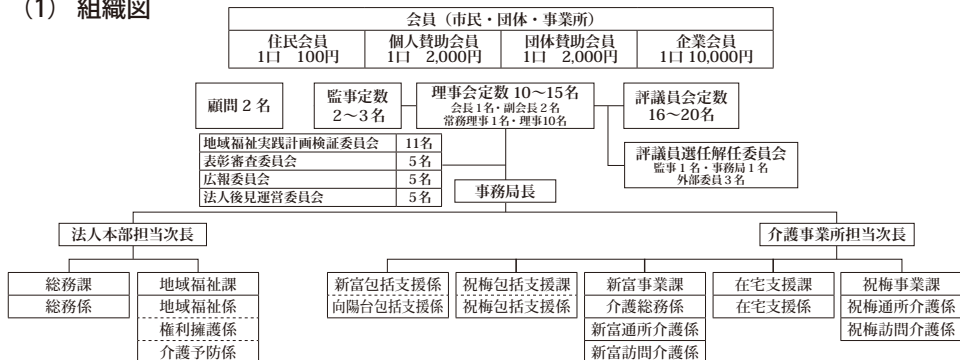 (1) 組織図
会員（市民・団体・事業所）
住民会員 個人賛助会員 団体賛助会員 企業会員
1口 100円 1口 2,000円 1口 2,000円 1口 10,000円
顧問 2 名
監事定数
2〜3名
理事会定数 10〜15名
会長1名・副会長2名
常務理事1名・理事10名
評議員会定数
16〜20名
評議員選任解任委員会
監事1名・事務局1名
外部委員3名
地域福祉実践計画検証委員会 11名
表彰審査委員会 5名
広報委員会 5名
法人後見運営委員会 5名
事務局長
法人本部担当次長
介護事業所担当次長
総務課
総務係
地域福祉課
地域福祉係
権利擁護係
介護予防係
新富包括支援係
向陽台包括支援係
祝梅包括支援課
祝梅包括支援係
新富事業課
介護総務係
新富通所介護係
新富訪問介護係
在宅支援課
在宅支援係
祝梅事業課
祝梅通所介護係
祝梅訪問介護係